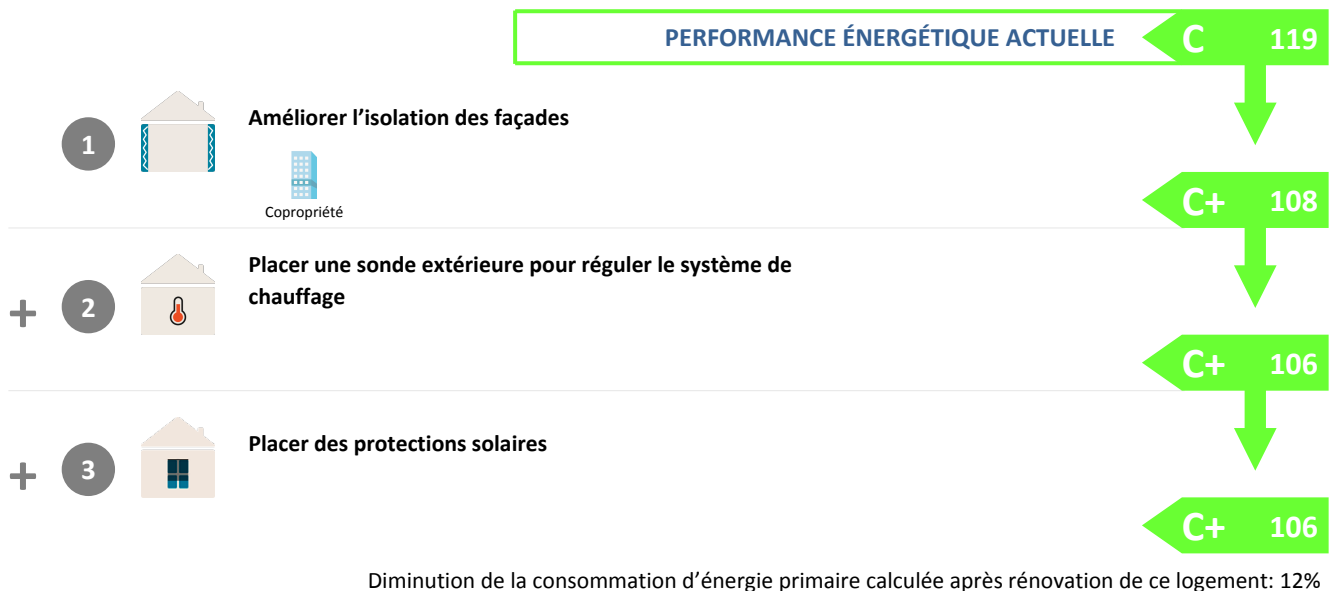 PERFORMANCE ÉNERGÉTIQUE ACTUELLE C 119
1 Améliorer l’isolation des façades
Copropriété
C+ 108
+ 2 Placer une sonde extérieure pour réguler le système de
chauffage
C+ 106
+ 3 Placer des protections solaires
C+ 106
Diminution de la consommation d’énergie primaire calculée après rénovation de ce logement: 12%